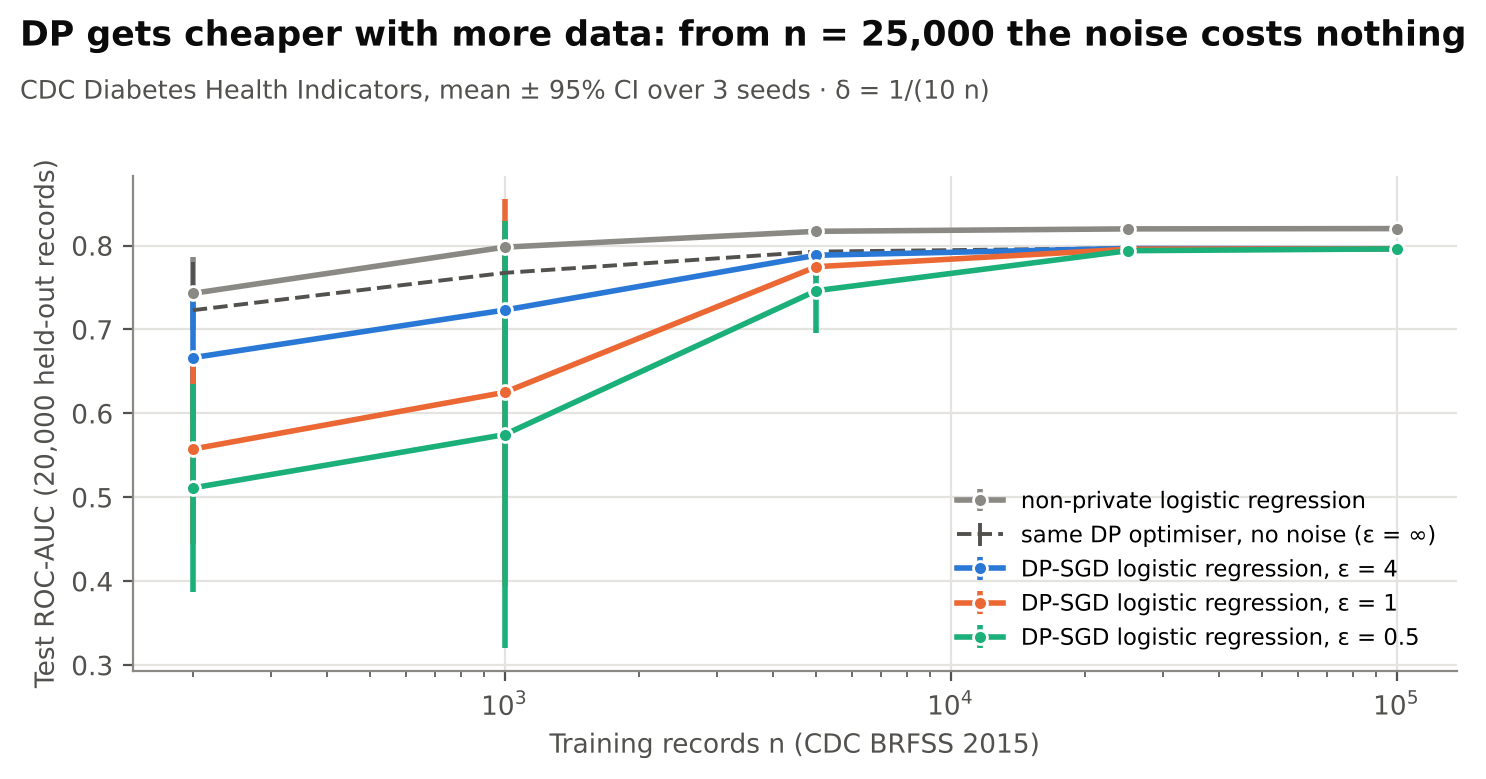 DP gets cheaper with more data: from n = 25,000 the noise costs nothing
CDC Diabetes Health Indicators, mean ± 95% CI over 3 seeds · δ = 1/(10 n)
Test ROC-AUC (20,000 held-out records)
0.8
0.7
0.6
0.5
0.4
0.3
non-private logistic regression
same DP optimiser, no noise (ε = ∞)
DP-SGD logistic regression, ε = 4
DP-SGD logistic regression, ε = 1
DP-SGD logistic regression, ε = 0.5
10³ 10⁴ 10⁵
Training records n (CDC BRFSS 2015)